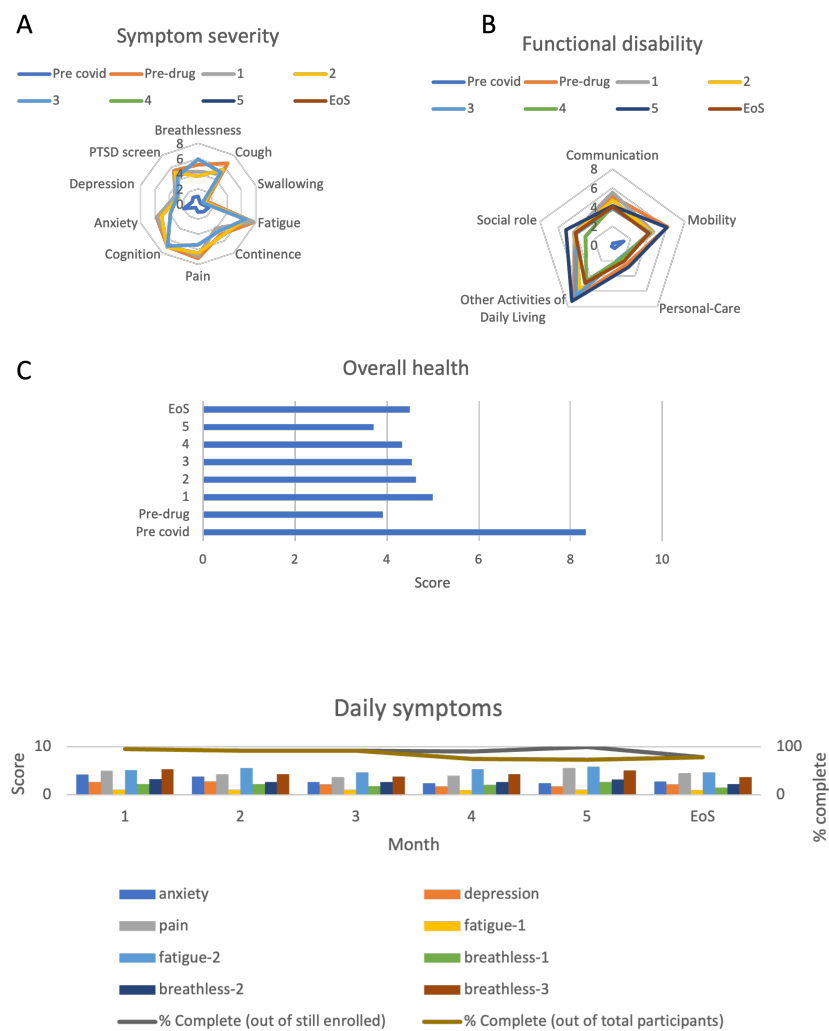 A
Symptom severity
Pre covid Pre-drug 1 2
3 4 5 EoS
Breathlessness
8
PTSD screen 6 Cough
4
Depression 2 Swallowing
0
Anxiety Fatigue
Cognition Continence
Pain
B
Functional disability
Pre covid Pre-drug 1 2
3 4 5 EoS
Communication
8
6
4
Social role 2 Mobility
0
Other Activities of
Daily Living Personal-Care
C
Overall health
EoS
5
4
3
2
1
Pre-drug
Pre covid
0 2 4 6 8 10
Score
Daily symptoms
10 100
Score
0 0
% complete
1 2 3 4 5 EoS
Month
anxiety depression
pain fatigue-1
fatigue-2 breathless-1
breathless-2 breathless-3
% Complete (out of still enrolled) % Complete (out of total participants)